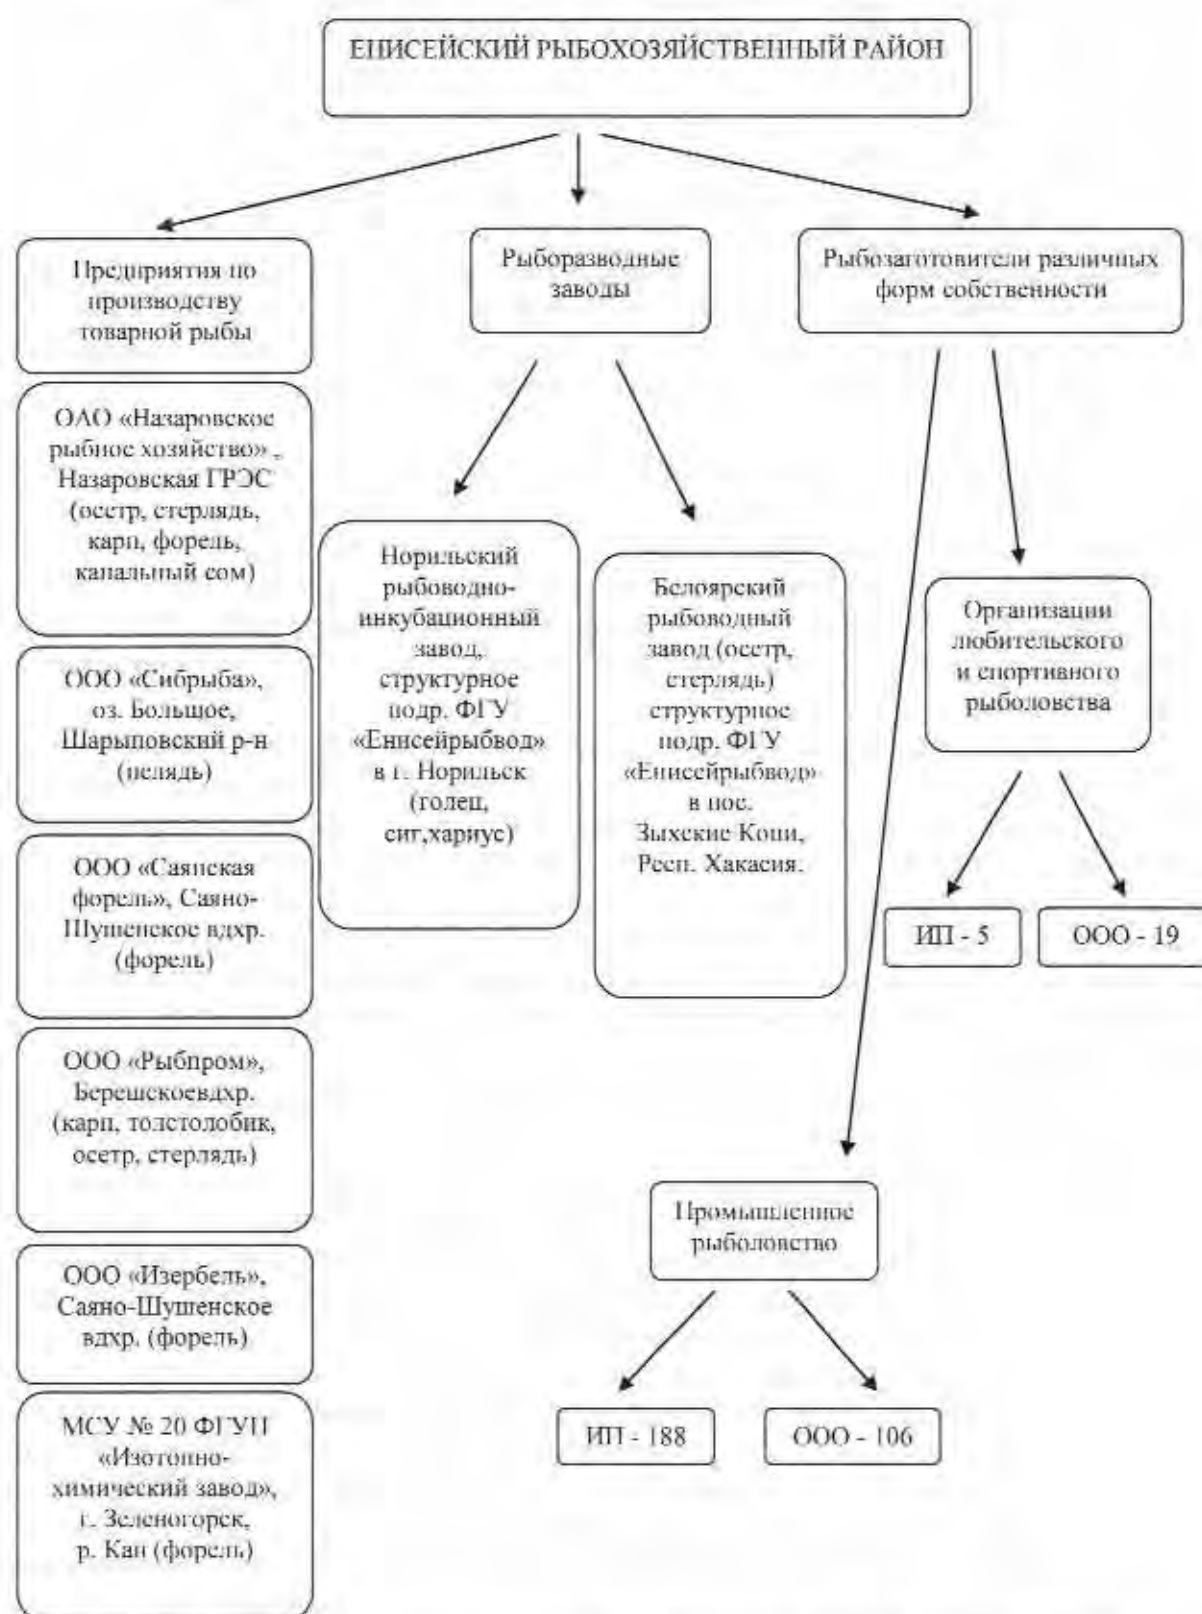 ЕНИСЕЙСКИЙ РЫБОХОЗЯЙСТВЕННЫЙ РАЙОН
Предприятия по
производству
товарной рыбы
ОАО «Назаровское
рыбное хозяйство» ,
Назаровская ГРЭС
(осетр, стерлядь,
карп, форель,
канальный сом)
ООО «Сибрыба»,
оз. Большое,
Шарыповский р-н
(пелядь)
ООО «Саянская
форель», Саяно-
Шушенское вдхр.
(форель)
ООО «Рыбпром»,
Берешскоевдхр.
(карп, толстолобик,
осетр, стерлядь)
ООО «Изербель»,
Саяно-Шушенское
вдхр. (форель)
МСУ № 20 ФГУП
«Изотопно-
химический завод»,
г. Зеленогорск,
р. Кан (форель)
Рыборазводные
заводы
Норильский
рыбоводно-
инкубационный
завод,
структурное
подр. ФГУ
«Енисейрыбвод»
в г. Норильск
(голец,
сиг,хариус)
Белоярский
рыбоводный
завод (осетр,
стерлядь)
структурное
подр. ФГУ
«Енисейрыбвод»
в пос.
Зыхские Копи,
Респ. Хакасия.
Рыбозаготовители различных
форм собственности
Организации
любительского
и спортивного
рыболовства
ИП - 5
ООО - 19
Промышленное
рыболовство
ИП - 188
ООО - 106